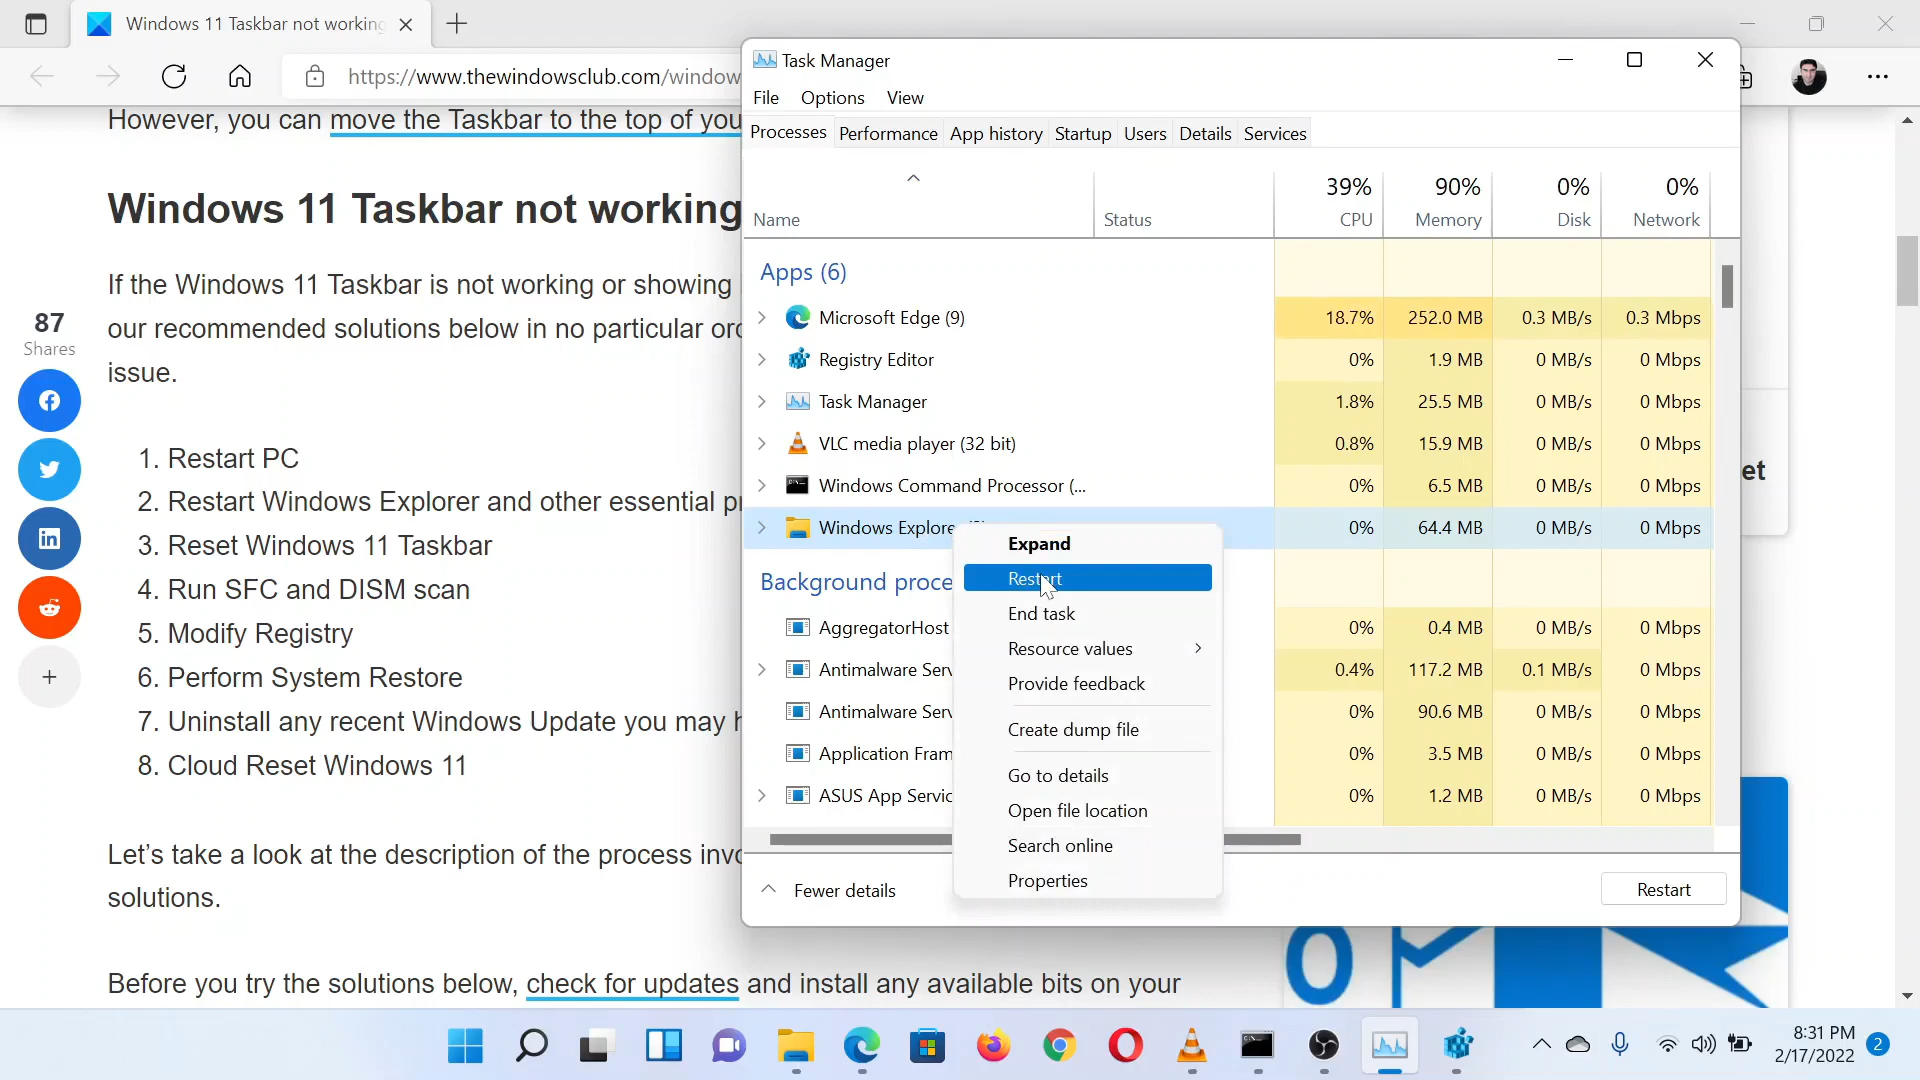 Windows 11 Taskbar not working
https://www.thewindowsclub.com/window
However, you can move the Taskbar to the top of you
Windows 11 Taskbar not working
If the Windows 11 Taskbar is not working or showing
our recommended solutions below in no particular
issue.
87
Shares
1. Restart PC
2. Restart Windows Explorer and other essential
3. Reset Windows 11 Taskbar
4. Run SFC and DISM scan
5. Modify Registry
6. Perform System Restore
7. Uninstall any recent Windows Update you may
8. Cloud Reset Windows 11
Let's take a look at the description of the process
solutions.
Before you try the solutions below, check for updates and install any available bits on your
et
Task Manager
File Options View
Processes Performance App history Startup Users Details Services
39% 90% 0% 0%
Name Status CPU Memory Disk Network
Apps (6)
Microsoft Edge (9) 18.7% 252.0 MB 0.3 MB/s 0.3 Mbps
Registry Editor 0% 1.9 MB 0 MB/s 0 Mbps
Task Manager 1.8% 25.5 MB 0 MB/s 0 Mbps
VLC media player (32 bit) 0.8% 15.9 MB 0 MB/s 0 Mbps
Windows Command Processor (... 0% 6.5 MB 0 MB/s 0 Mbps
Windows Explore 0% 64.4 MB 0 MB/s 0 Mbps
Background proce
AggregatorHost 0% 0.4 MB 0 MB/s 0 Mbps
Antimalware Serv 0.4% 117.2 MB 0.1 MB/s 0 Mbps
Antimalware Serv 0% 90.6 MB 0 MB/s 0 Mbps
Application Fram 0% 3.5 MB 0 MB/s 0 Mbps
ASUS App Servic 0% 1.2 MB 0 MB/s 0 Mbps
Expand
Restart
End task
Resource values
Provide feedback
Create dump file
Go to details
Open file location
Search online
Properties
Fewer details
Restart
8:31 PM
2/17/2022
2